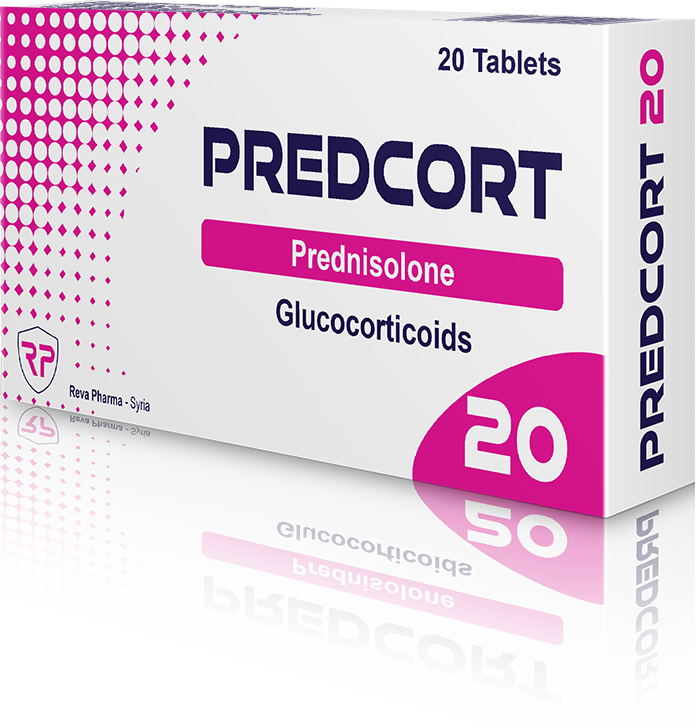 20 Tablets
PREDCORT
Prednisolone
Glucocorticoids
RP
Reva Pharma - Syria
20
PREDCORT 20